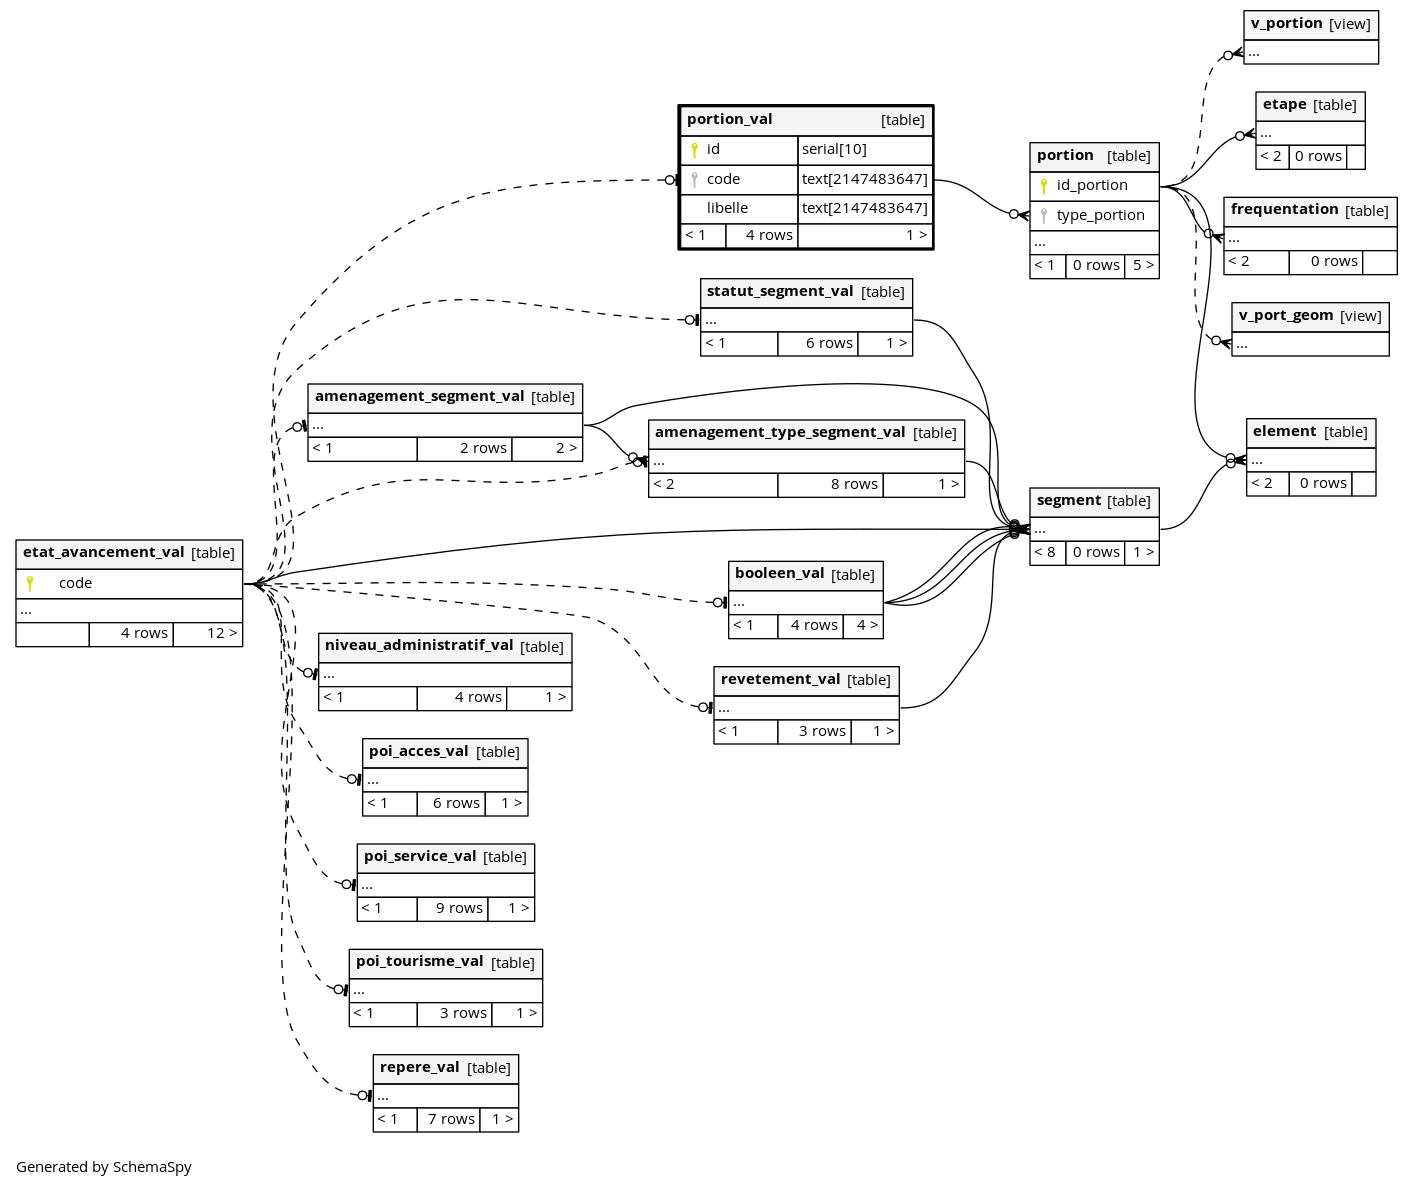 v_portion [view]
...
etape [table]
...
< 2 0 rows
portion_val [table]
id serial[10]
code text[2147483647]
libelle text[2147483647]
< 1 4 rows 1 >
portion [table]
id_portion
type_portion
...
< 1 0 rows 5 >
frequentation [table]
...
< 2 0 rows
statut_segment_val [table]
...
< 1 6 rows 1 >
v_port_geom [view]
...
amenagement_segment_val [table]
...
< 1 2 rows 2 >
amenagement_type_segment_val [table]
...
< 2 8 rows 1 >
element [table]
...
< 2 0 rows
segment [table]
...
< 8 0 rows 1 >
etat_avancement_val [table]
code
...
4 rows 12 >
booleen_val [table]
...
< 1 4 rows 4 >
niveau_administratif_val [table]
...
< 1 4 rows 1 >
revetement_val [table]
...
< 1 3 rows 1 >
poi_acces_val [table]
...
< 1 6 rows 1 >
poi_service_val [table]
...
< 1 9 rows 1 >
poi_tourisme_val [table]
...
< 1 3 rows 1 >
repere_val [table]
...
< 1 7 rows 1 >
Generated by SchemaSpy